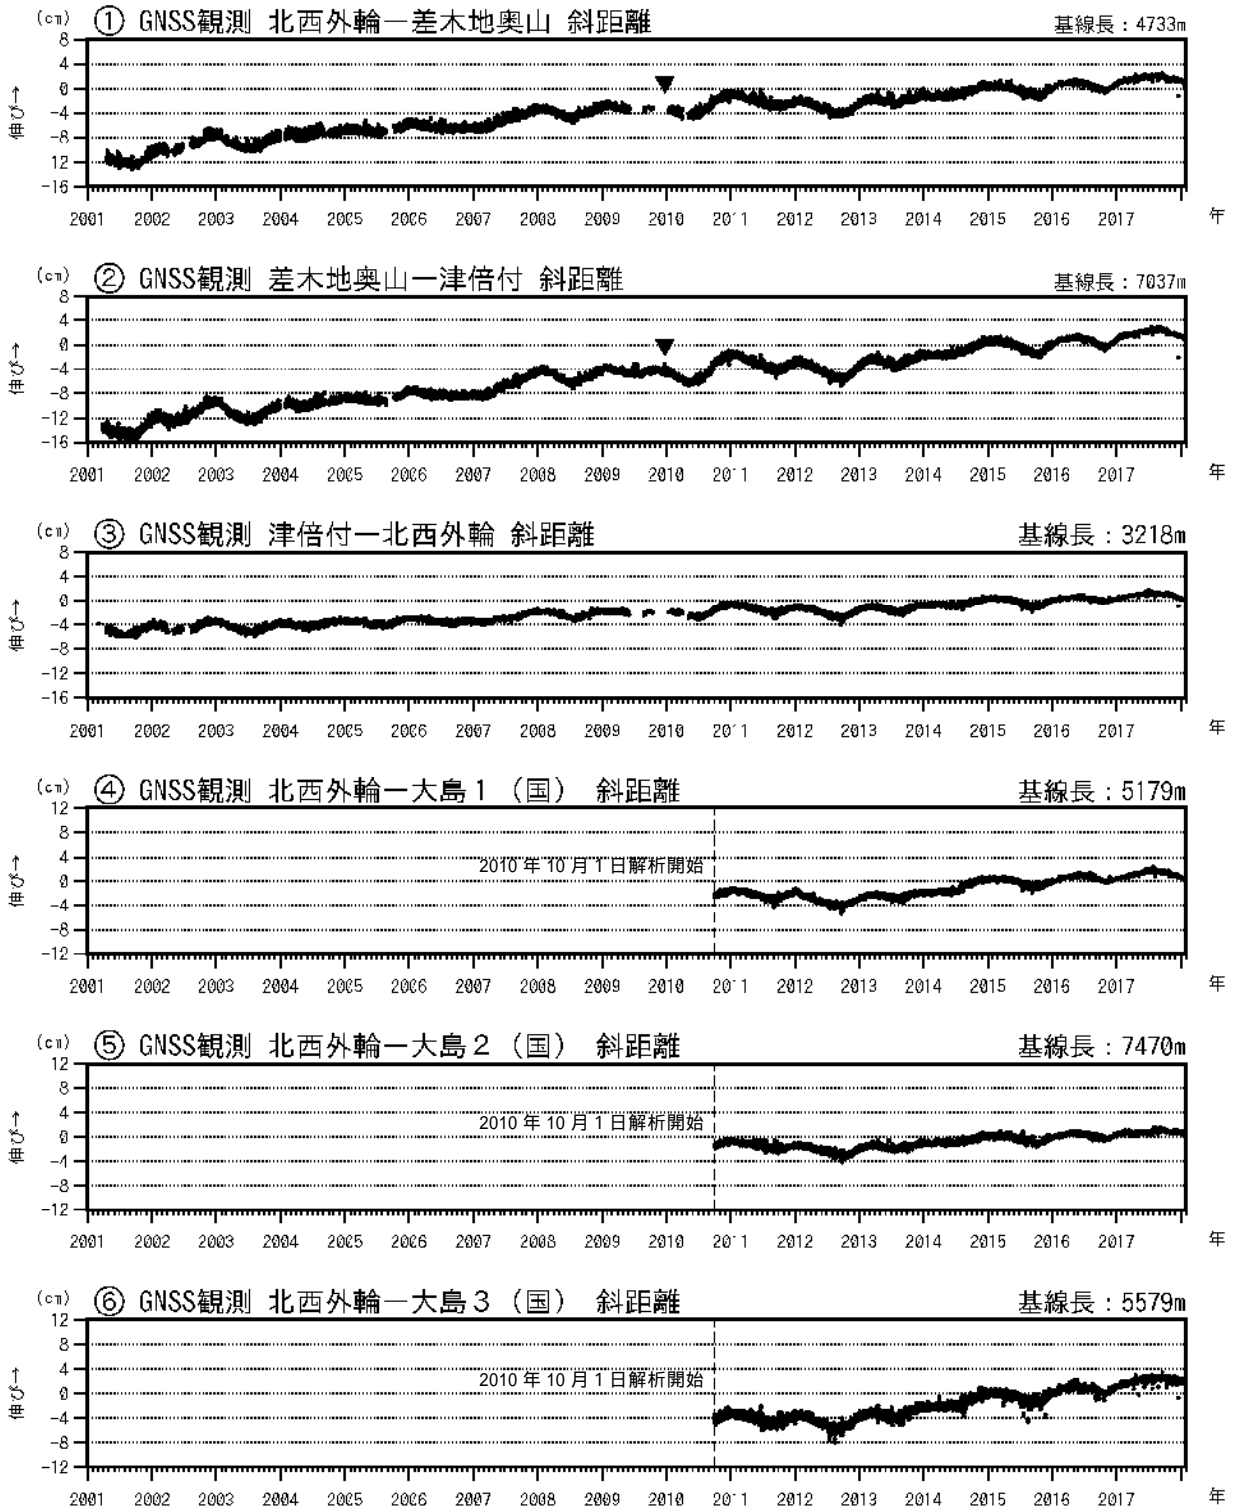 (cm) ① GNSS観測 北西外輪－差木地奥山 斜距離 基線長：4733m
8
4
0
-4
-8
12
-16
伸び→
2001 2002 2003 2004 2005 2006 2007 2008 2009 2010 2011 2012 2013 2014 2015 2016 2017 年
(cm) ② GNSS観測 差木地奥山－津倍付 斜距離 基線長：7037m
8
4
0
-4
-8
-12
-16
伸び→
2001 2002 2003 2004 2005 2006 2007 2008 2009 2010 2011 2012 2013 2014 2015 2016 2017 年
(cm) ③ GNSS観測 津倍付－北西外輪 斜距離 基線長：3218m
8
4
0
-4
-8
-12
-16
伸び→
2001 2002 2003 2004 2005 2006 2007 2008 2009 2010 2011 2012 2013 2014 2015 2016 2017 年
(cm) ④ GNSS観測 北西外輪－大島１（国） 斜距離 基線長：5179m
12
8
4
0
-4
-8
-12
伸び→
2010年10月1日解析開始
2001 2002 2003 2004 2005 2006 2007 2008 2009 2010 2011 2012 2013 2014 2015 2016 2017 年
(cm) ⑤ GNSS観測 北西外輪－大島２（国） 斜距離 基線長：7470m
12
8
4
0
-4
-8
-12
伸び→
2010年10月1日解析開始
2001 2002 2003 2004 2005 2006 2007 2008 2009 2010 2011 2012 2013 2014 2015 2016 2017 年
(cm) ⑥ GNSS観測 北西外輪－大島３（国） 斜距離 基線長：5579m
12
8
4
0
-4
-8
-12
伸び→
2010年10月1日解析開始
2001 2002 2003 2004 2005 2006 2007 2008 2009 2010 2011 2012 2013 2014 2015 2016 2017 年